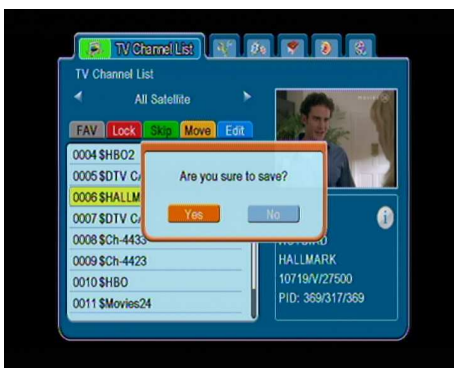 TV Channel List
TV Channel List
All Satellite
FAV Lock Skip Move Edit
0004 $HBO2
0005 $DTV
0006 $HALLM
0007 $DTV
0008 $Ch-4433
0009 $Ch-4423
0010 $HBO
0011 $Movies24
Are you sure to save?
Yes No
HALLMARK
10719/V/27500
PID: 369/317/369